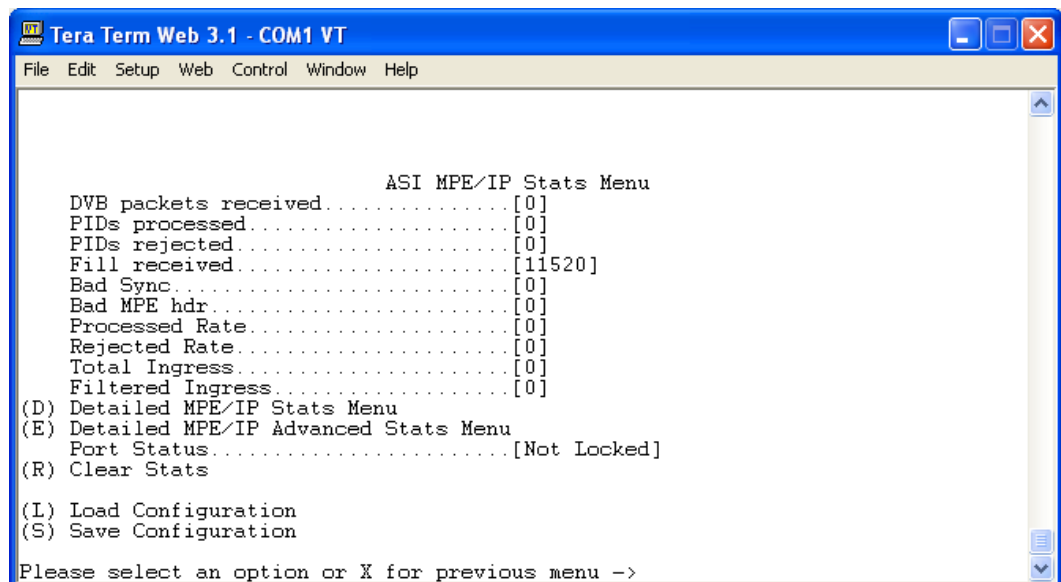 Tera Term Web 3.1 - COM1 VT
File Edit Setup Web Control Window Help
ASI MPE/IP Stats Menu
DVB packets received...............[0]
PIDs processed.....................[0]
PIDs rejected......................[0]
Fill received......................[11520]
Bad Sync...........................[0]
Bad MPE hdr........................[0]
Processed Rate.....................[0]
Rejected Rate......................[0]
Total Ingress......................[0]
Filtered Ingress...................[0]
(D) Detailed MPE/IP Stats Menu
(E) Detailed MPE/IP Advanced Stats Menu
Port Status........................[Not Locked]
(R) Clear Stats
(L) Load Configuration
(S) Save Configuration
Please select an option or X for previous menu ->